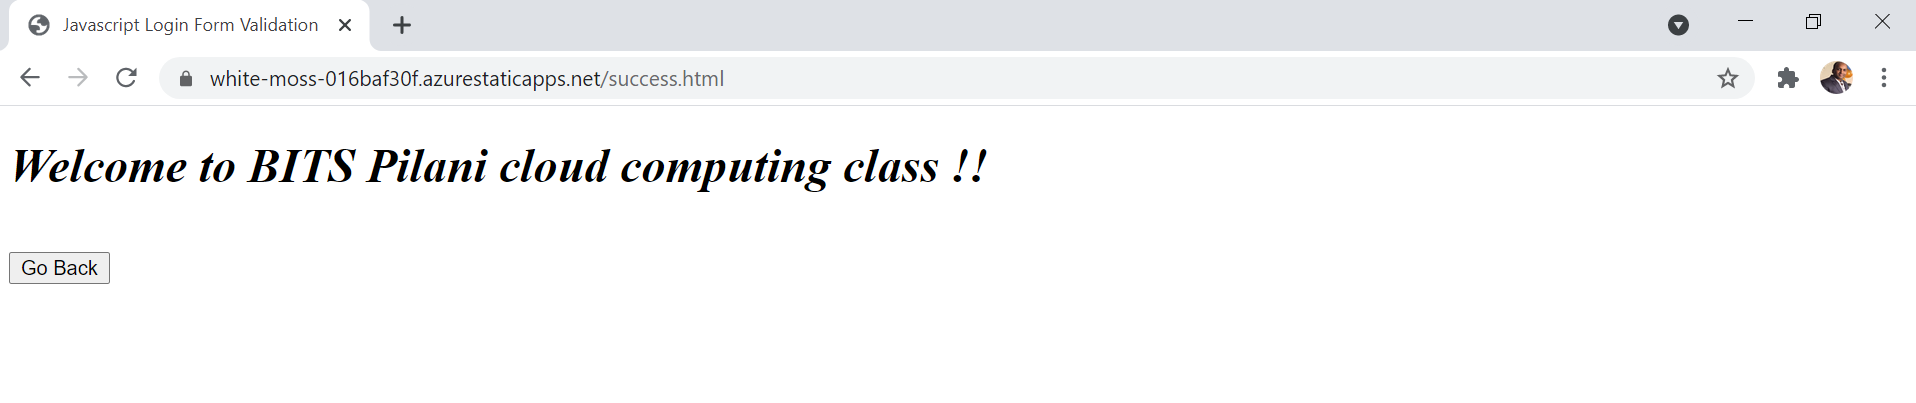 Javascript Login Form Validation
white-moss-016baf30f.azurestaticapps.net/success.html
Welcome to BITS Pilani cloud computing class !!
Go Back